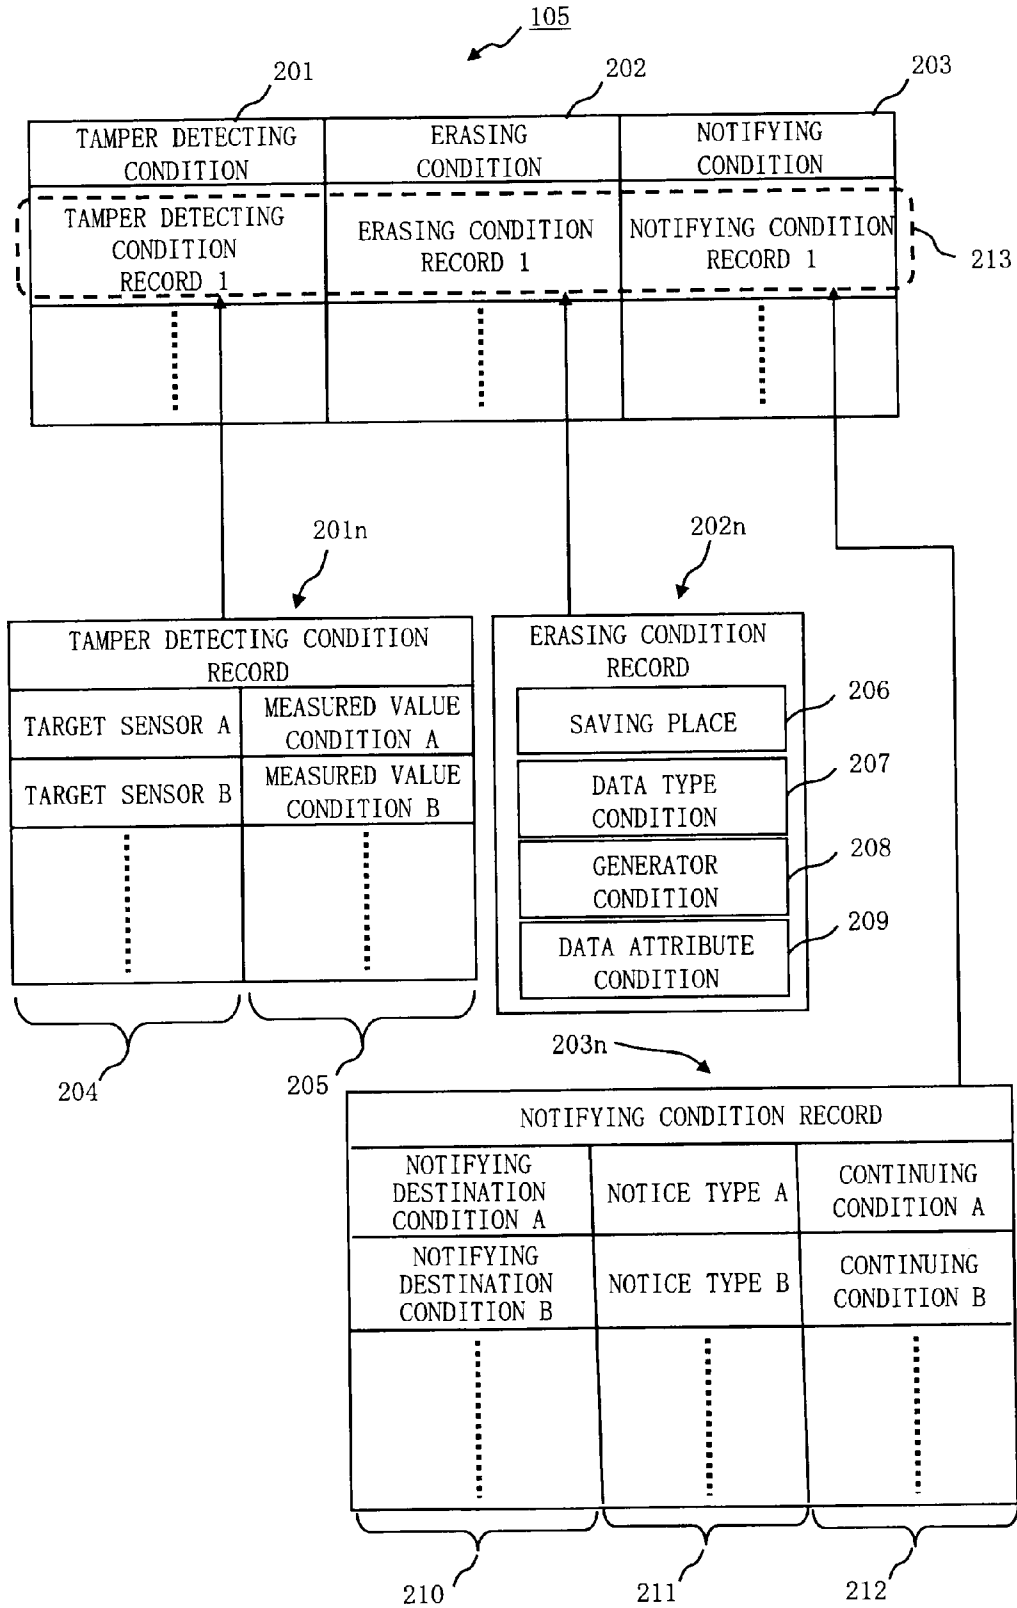 105
201
202
203
TAMPER DETECTING
CONDITION
ERASING
CONDITION
NOTIFYING
CONDITION
TAMPER DETECTING
CONDITION
RECORD 1
ERASING CONDITION
RECORD 1
NOTIFYING CONDITION
RECORD 1
213
201n
202n
TAMPER DETECTING CONDITION
RECORD
TARGET SENSOR A
MEASURED VALUE
CONDITION A
TARGET SENSOR B
MEASURED VALUE
CONDITION B
204
205
ERASING CONDITION
RECORD
SAVING PLACE
206
DATA TYPE
CONDITION
207
GENERATOR
CONDITION
208
DATA ATTRIBUTE
CONDITION
209
203n
NOTIFYING CONDITION RECORD
NOTIFYING
DESTINATION
CONDITION A
NOTICE TYPE A
CONTINUING
CONDITION A
NOTIFYING
DESTINATION
CONDITION B
NOTICE TYPE B
CONTINUING
CONDITION B
210
211
212